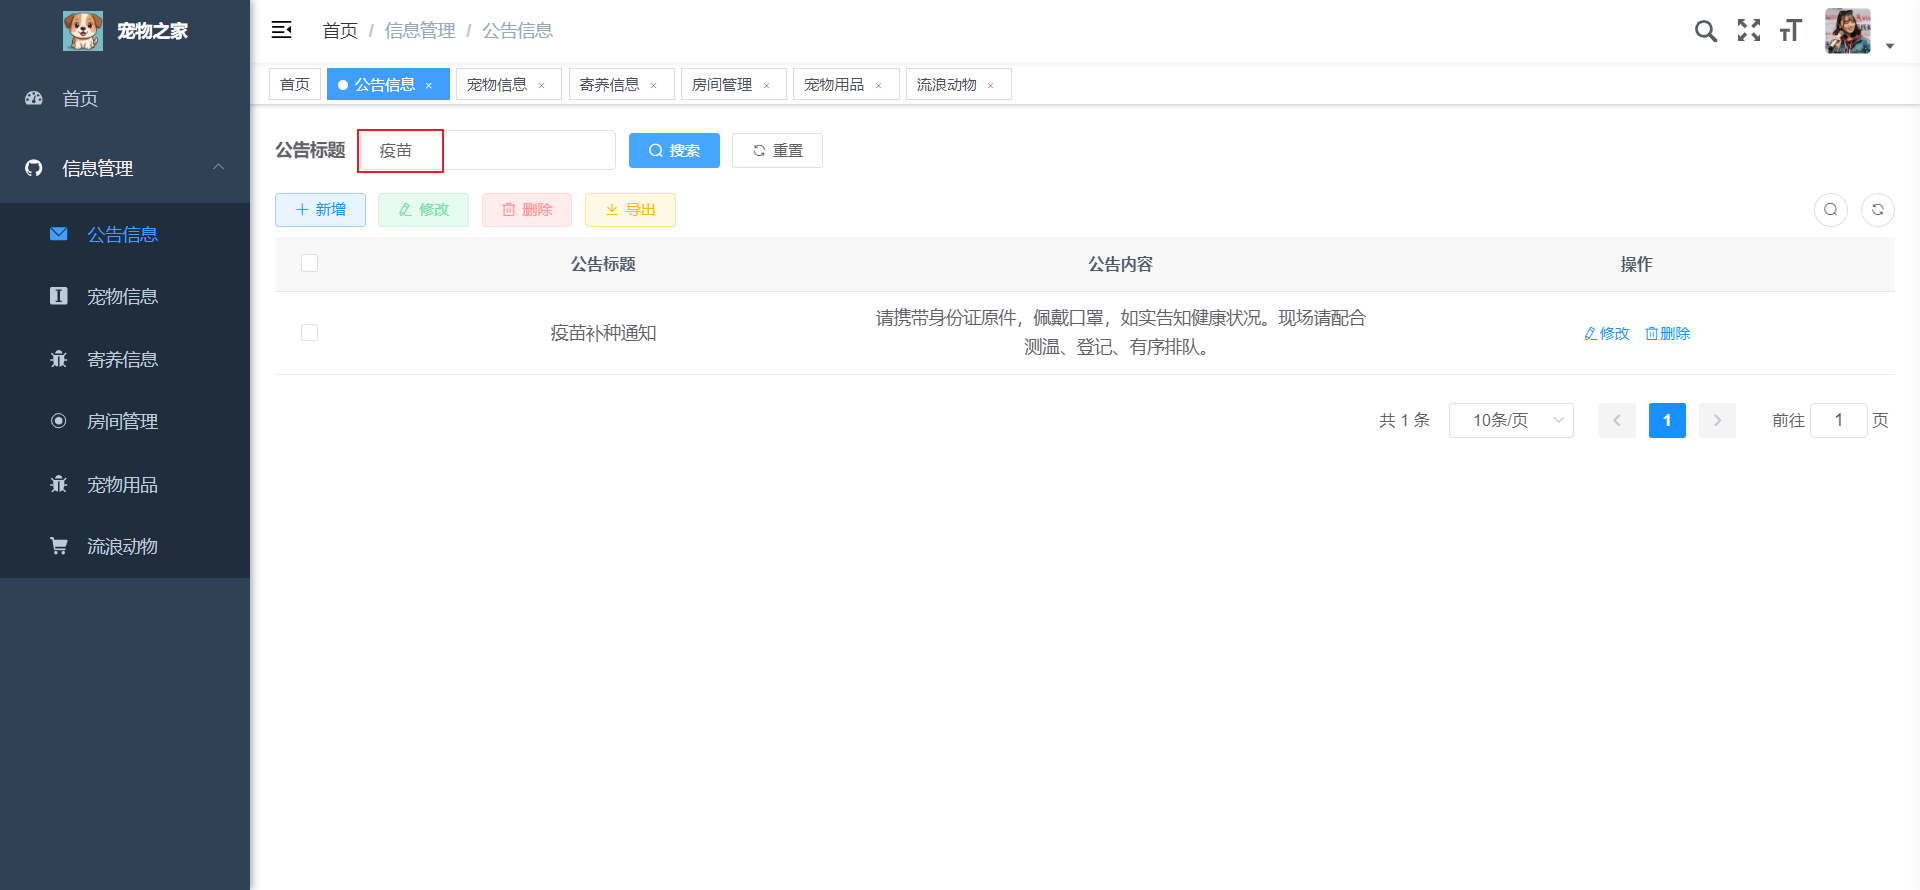 宠物之家
首页 / 信息管理 / 公告信息
首页
信息管理
公告信息
宠物信息
寄养信息
房间管理
宠物用品
流浪动物
首页 公告信息 × 宠物信息 × 寄养信息 × 房间管理 × 宠物用品 × 流浪动物 ×
公告标题 疫苗 搜索 重置
新增 修改 删除 导出
公告标题 公告内容 操作
疫苗补种通知
请携带身份证原件，佩戴口罩，如实告知健康状况。现场请配合
测温、登记、有序排队。
修改 删除
共 1 条 10条/页 1 前往 1 页